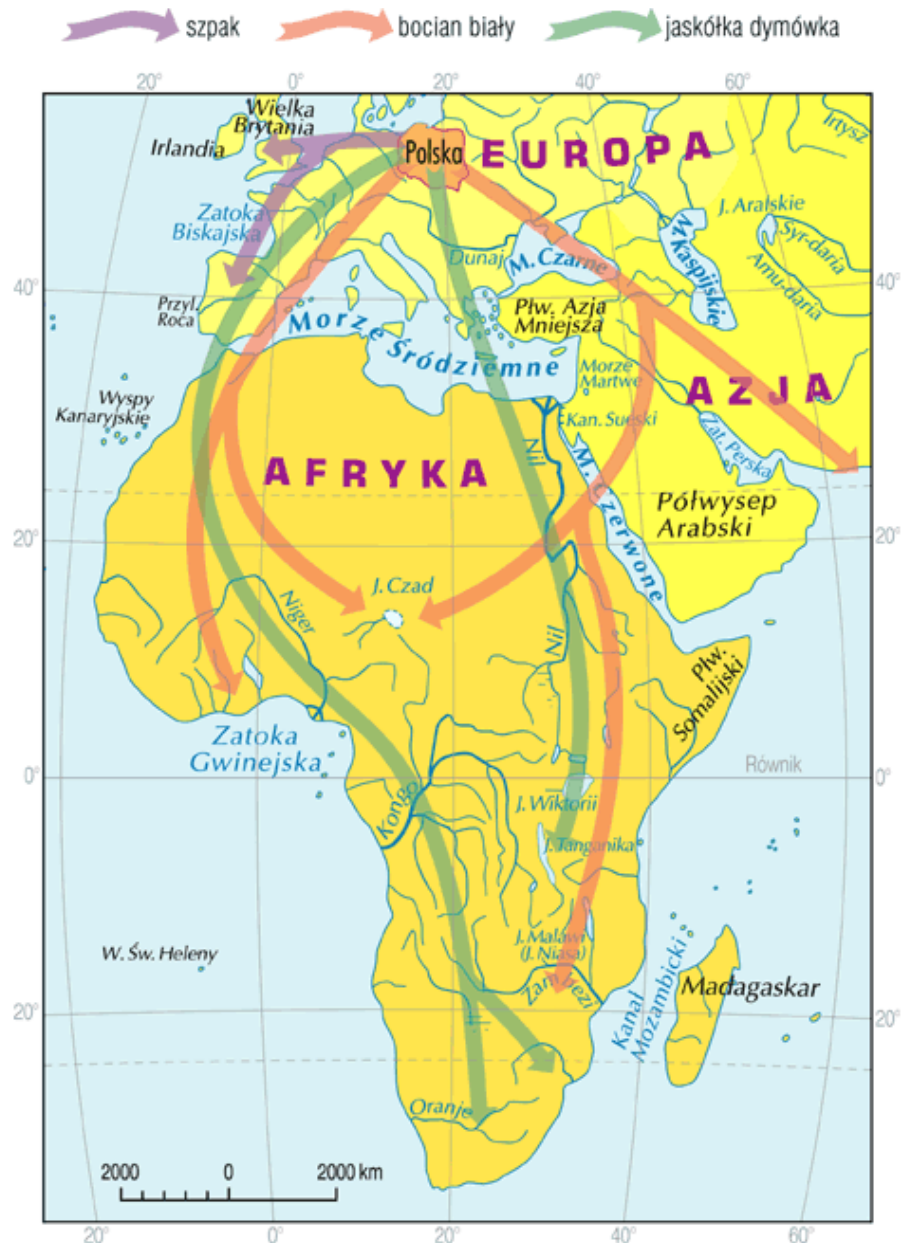 szpak
bocian biały
jaskółka dymówka
20°
0°
20°
40°
60°
Wielka
Brytania
Irlandia
Polska
EUROPA
Irtysz
Zatoka
Biskajska
J. Aralskie
Syr-daria
Amu-daria
Dunaj
M. Czarne
M. Kaspijskie
40°
40°
Przyl.
Roca
Płw. Azja
Mniejsza
Morze Śródziemne
Morze
Martwe
AZJA
Wyspy
Kanaryjskie
Kan. Sueski
Zat. Perska
Nil
AFRYKA
M. Czerwone
Półwysep
Arabski
20°
20°
J. Czad
Niger
Nil
Płw.
Somalijski
Zatoka
Gwinejska
Równik
0°
0°
Kongo
J. Wiktorii
J. Tanganika
J. Malawi
(J. Niasa)
W. Św. Heleny
Zambezi
Kanał
Mozambicki
Madagaskar
20°
20°
Oranje
2000
0
2000 km
20°
0°
20°
40°
60°